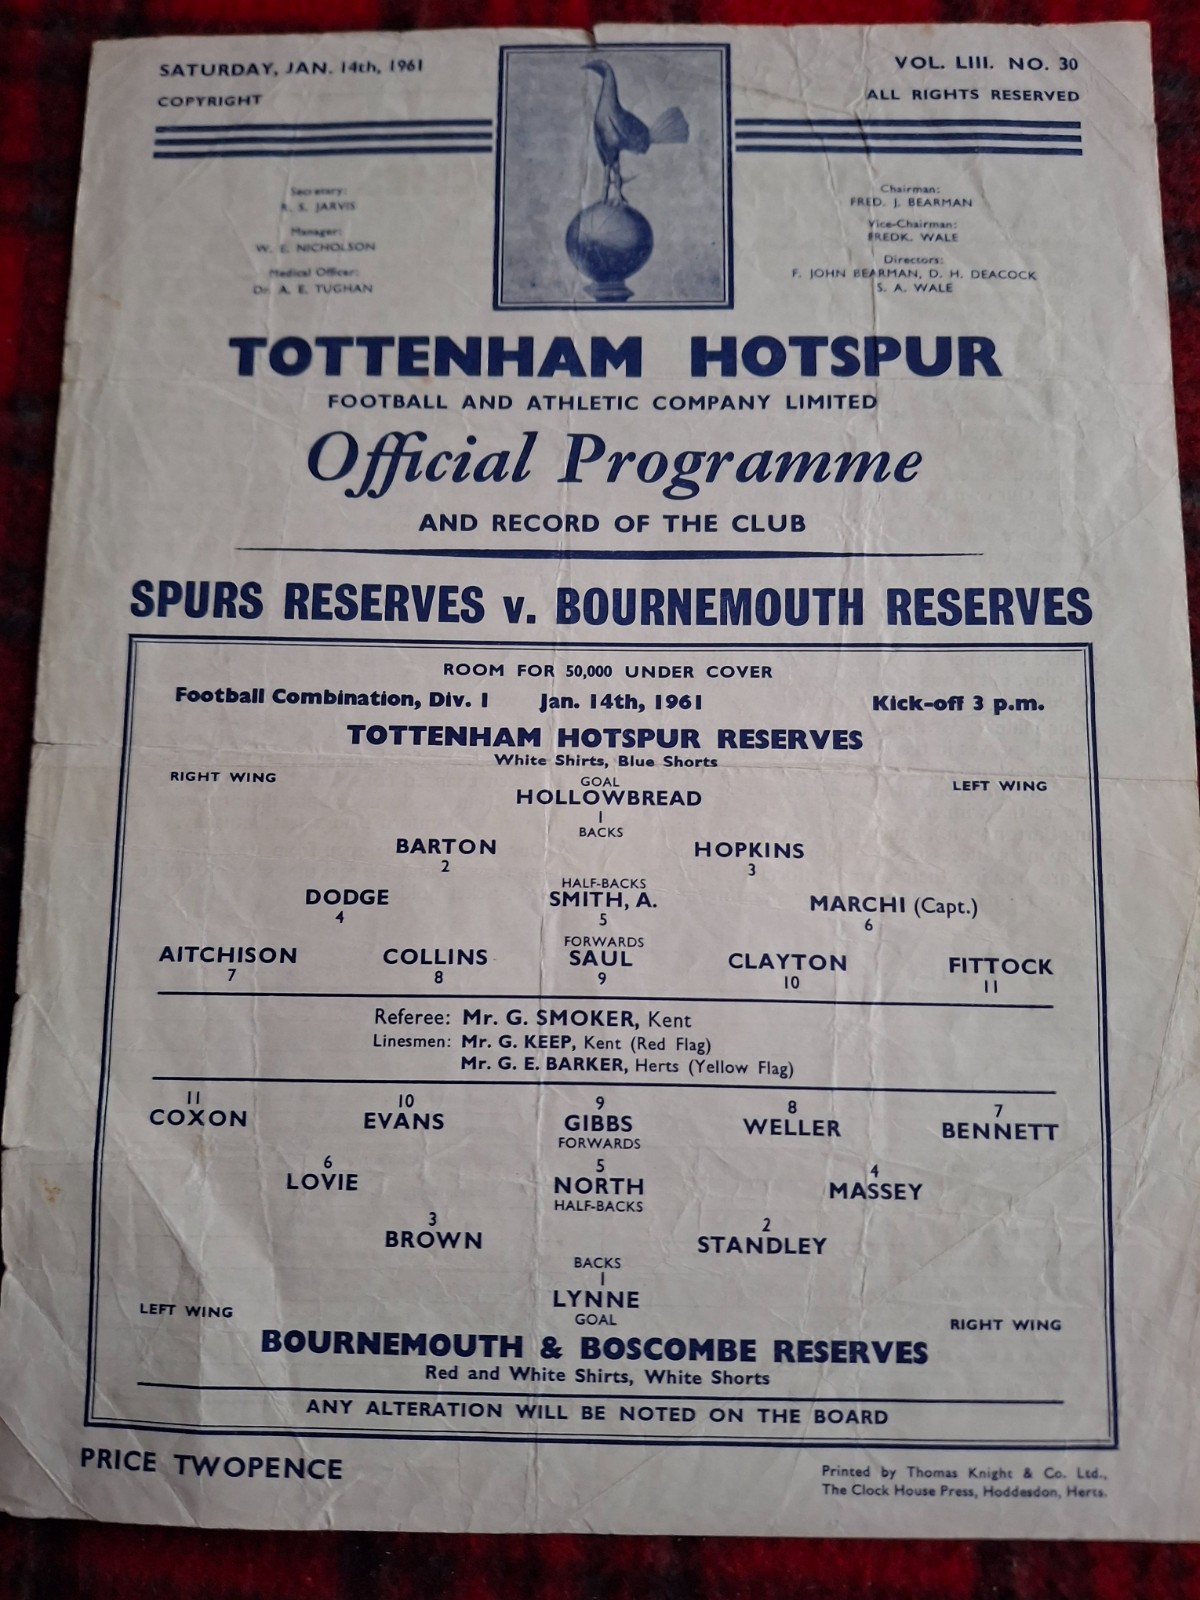 SATURDAY, JAN. 14th, 1961
VOL. LIII. NO. 30
COPYRIGHT
ALL RIGHTS RESERVED
Secretary:
R. S. JARVIS
Manager:
W. E. NICHOLSON
Medical Officer:
Dr. A. E. TUGHAN
Chairman:
FRED. J. BEARMAN
Vice-Chairman:
FREDK. WALE
Directors:
F. JOHN BEARMAN, D. H. DEACOCK
S. A. WALE
TOTTENHAM HOTSPUR
FOOTBALL AND ATHLETIC COMPANY LIMITED
Official Programme
AND RECORD OF THE CLUB
SPURS RESERVES v. BOURNEMOUTH RESERVES
ROOM FOR 50,000 UNDER COVER
Football Combination, Div. 1 Jan. 14th, 1961 Kick-off 3 p.m.
TOTTENHAM HOTSPUR RESERVES
White Shirts, Blue Shorts
RIGHT WING GOAL LEFT WING
HOLLOWBREAD
1
BACKS
BARTON HOPKINS
2 3
HALF-BACKS
DODGE SMITH, A. MARCHI (Capt.)
4 5 6
FORWARDS
AITCHISON COLLINS SAUL CLAYTON FITTOCK
7 8 9 10 11
Referee: Mr. G. SMOKER, Kent
Linesmen: Mr. G. KEEP, Kent (Red Flag)
Mr. G. E. BARKER, Herts (Yellow Flag)
11 10 9 8 7
COXON EVANS GIBBS WELLER BENNETT
FORWARDS
6 5 4
LOVIE NORTH MASSEY
HALF-BACKS
3 2
BROWN STANDLEY
BACKS
1
LYNNE
LEFT WING GOAL RIGHT WING
BOURNEMOUTH & BOSCOMBE RESERVES
Red and White Shirts, White Shorts
ANY ALTERATION WILL BE NOTED ON THE BOARD
PRICE TWOPENCE
Printed by Thomas Knight & Co. Ltd.,
The Clock House Press, Hoddesdon, Herts.